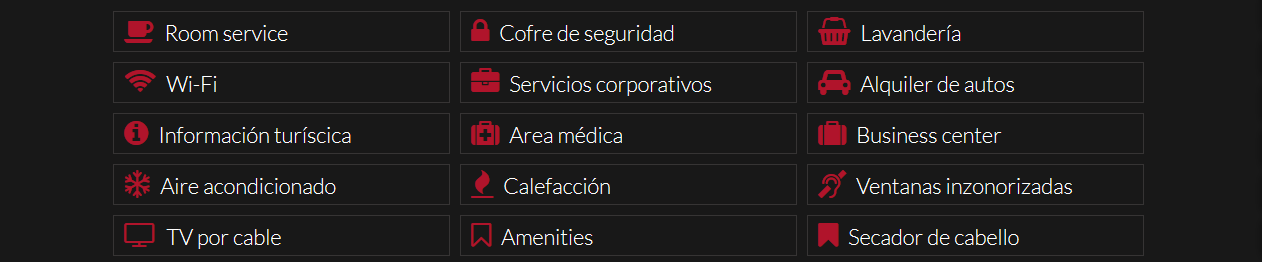 Room service
Cofre de seguridad
Lavandería
Wi-Fi
Servicios corporativos
Alquiler de autos
Información turíscica
Area médica
Business center
Aire acondicionado
Calefacción
Ventanas inzonorizadas
TV por cable
Amenities
Secador de cabello